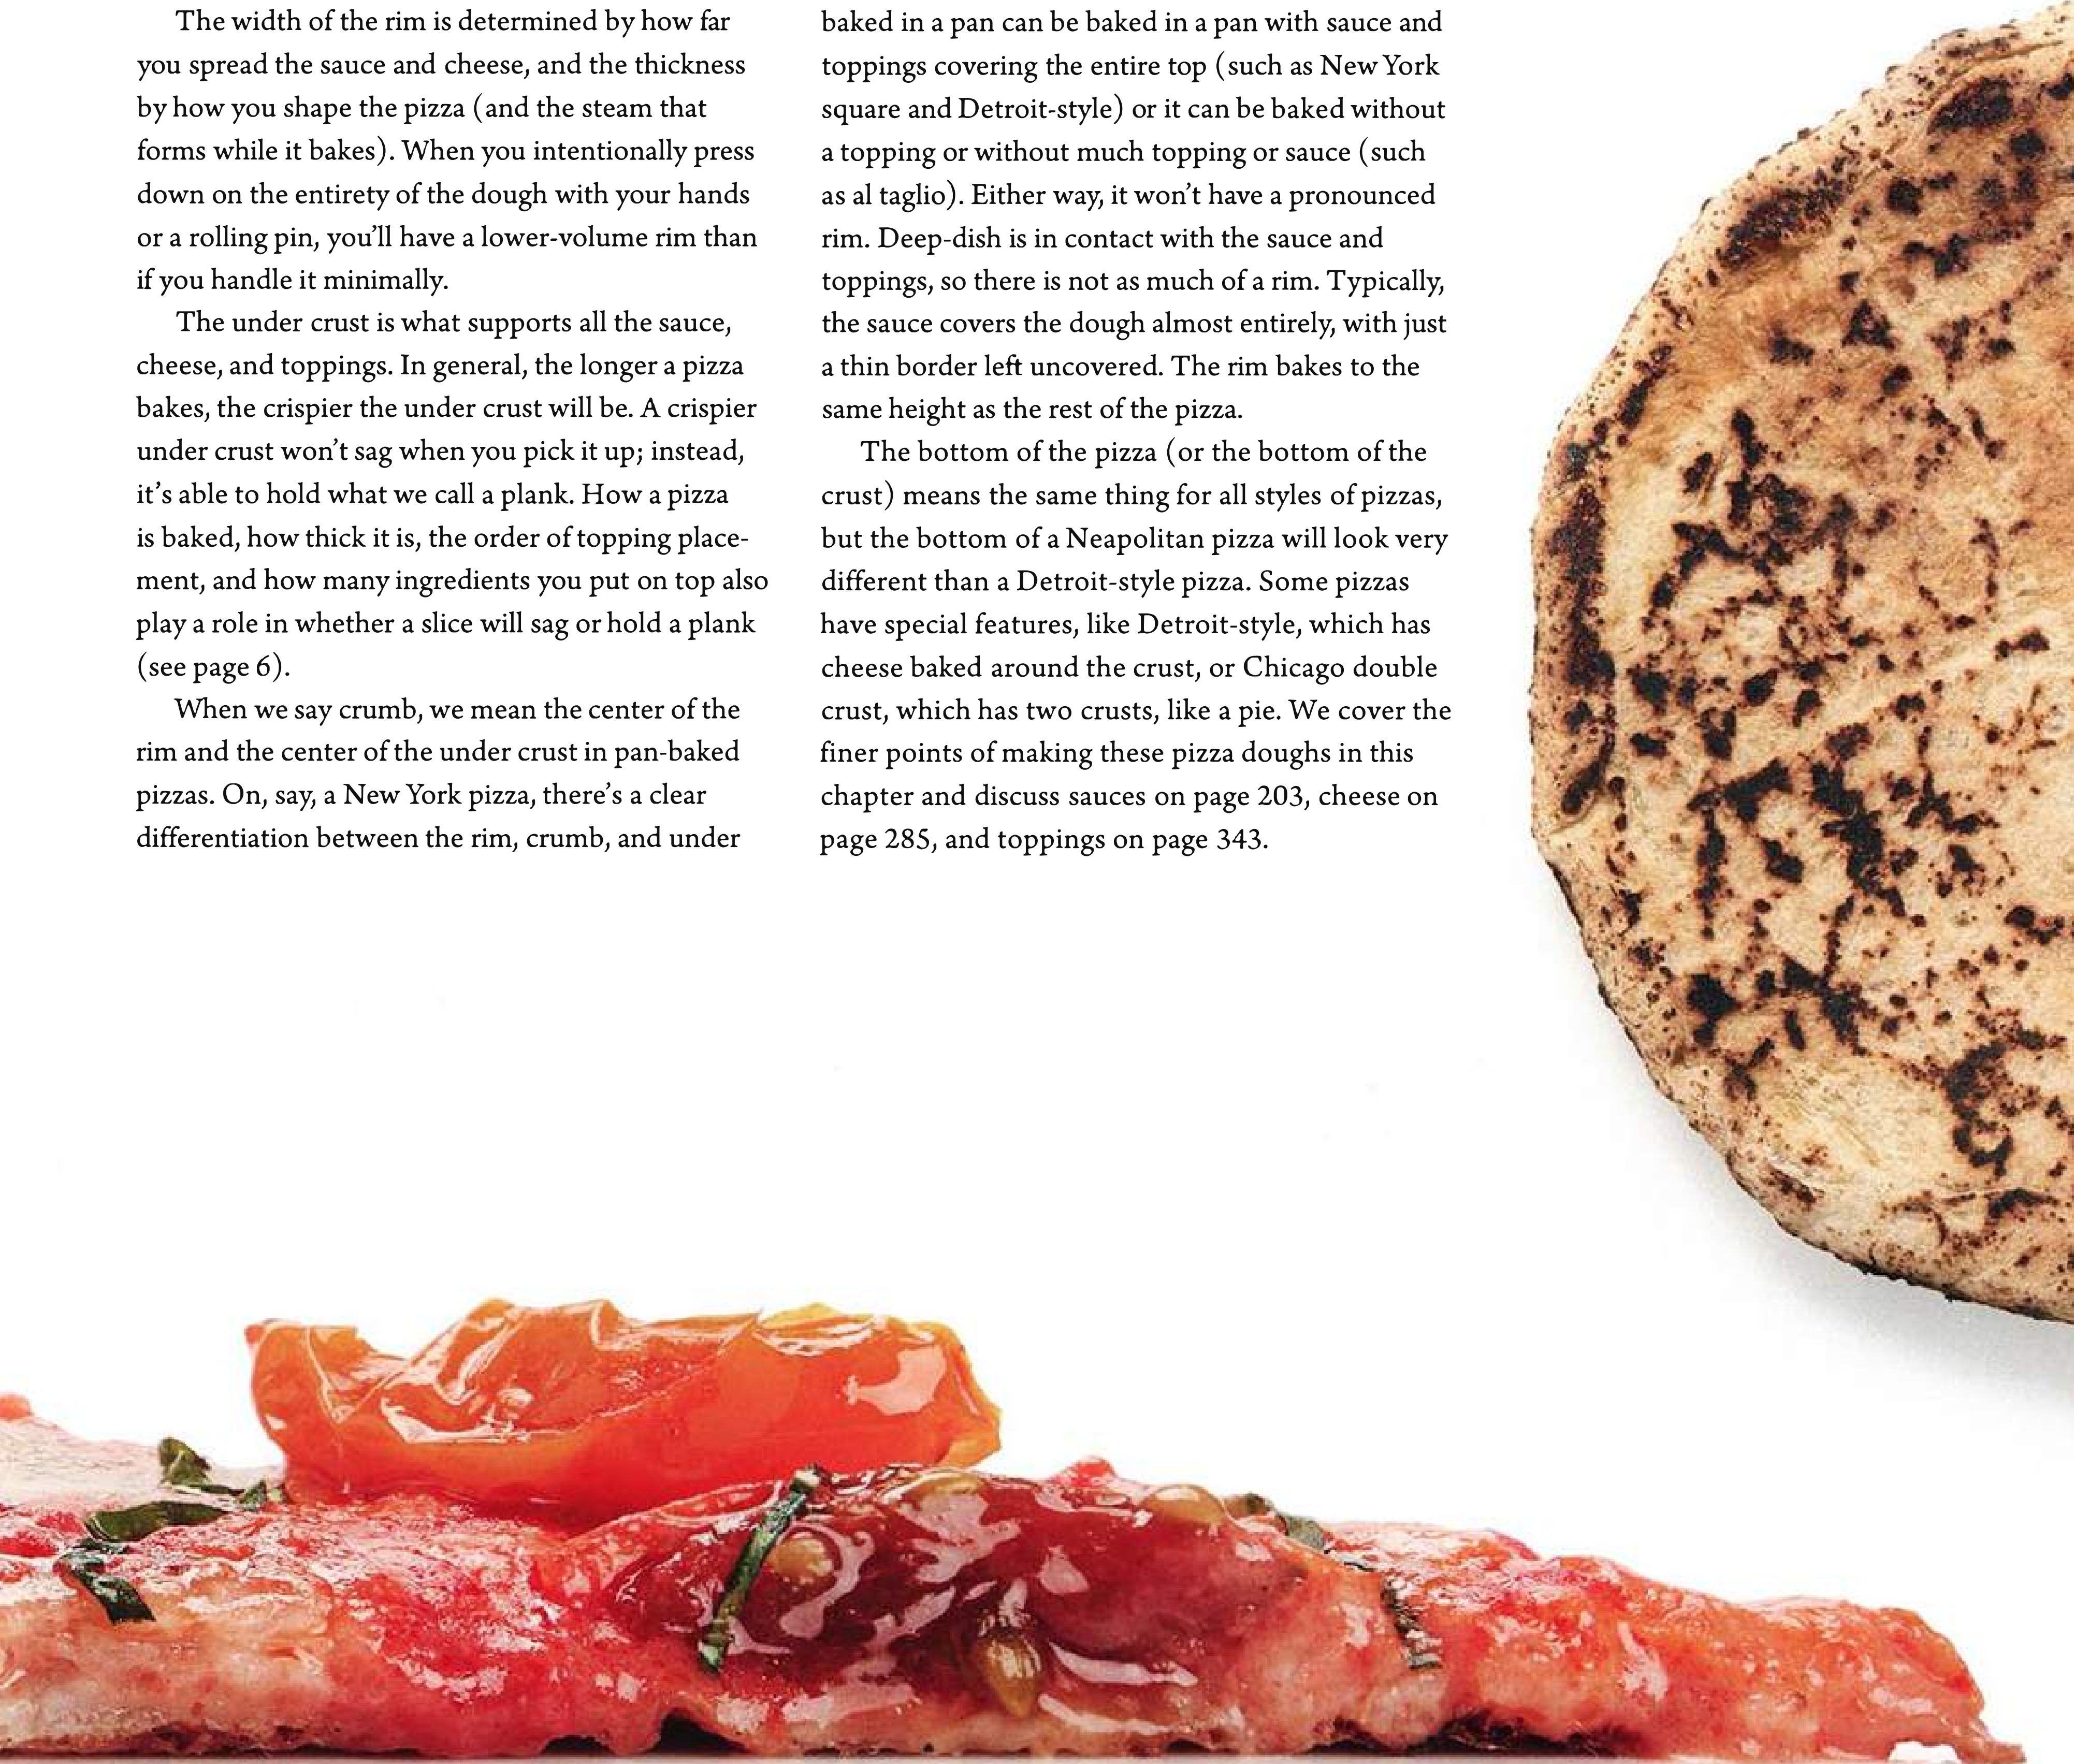 The width of the rim is determined by how far
you spread the sauce and cheese, and the thickness
by how you shape the pizza (and the steam that
forms while it bakes). When you intentionally press
down on the entirety of the dough with your hands
or a rolling pin, you’ll have a lower-volume rim than
if you handle it minimally.
The under crust is what supports all the sauce,
cheese, and toppings. In general, the longer a pizza
bakes, the crispier the under crust will be. A crispier
under crust won’t sag when you pick it up; instead,
it’s able to hold what we call a plank. How a pizza
is baked, how thick it is, the order of topping place-
ment, and how many ingredients you put on top also
play a role in whether a slice will sag or hold a plank
(see page 6).
When we say crumb, we mean the center of the
rim and the center of the under crust in pan-baked
pizzas. On, say, a New York pizza, there’s a clear
differentiation between the rim, crumb, and under
baked in a pan can be baked in a pan with sauce and
toppings covering the entire top (such as New York
square and Detroit-style) or it can be baked without
a topping or without much topping or sauce (such
as al taglio). Either way, it won’t have a pronounced
rim. Deep-dish is in contact with the sauce and
toppings, so there is not as much of a rim. Typically,
the sauce covers the dough almost entirely, with just
a thin border left uncovered. The rim bakes to the
same height as the rest of the pizza.
The bottom of the pizza (or the bottom of the
crust) means the same thing for all styles of pizzas,
but the bottom of a Neapolitan pizza will look very
different than a Detroit-style pizza. Some pizzas
have special features, like Detroit-style, which has
cheese baked around the crust, or Chicago double
crust, which has two crusts, like a pie. We cover the
finer points of making these pizza doughs in this
chapter and discuss sauces on page 203, cheese on
page 285, and toppings on page 343.